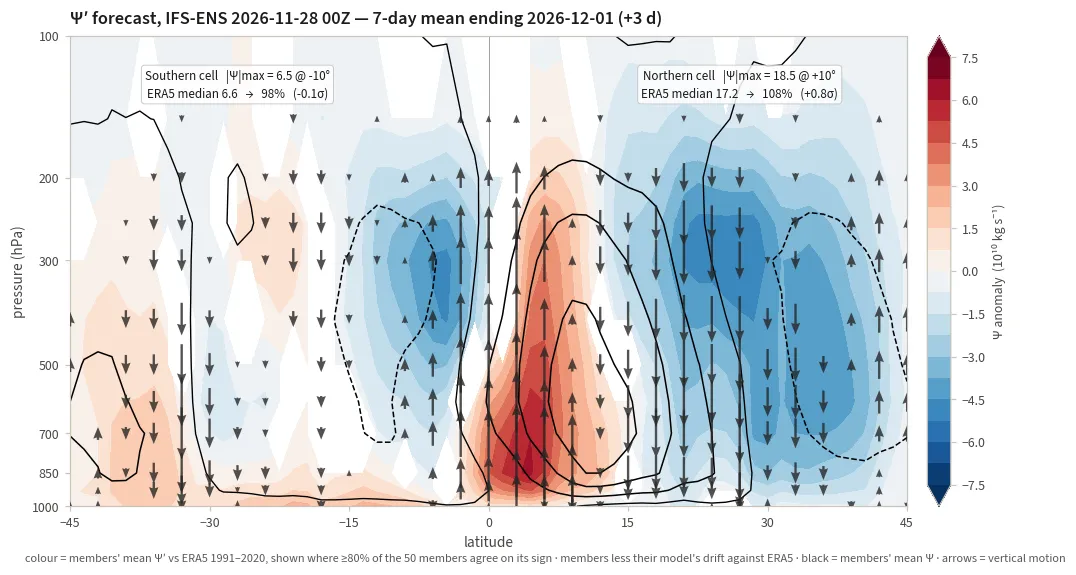 Ψ′ forecast, IFS-ENS 2026-11-28 00Z — 7-day mean ending 2026-12-01 (+3 d)
Southern cell |Ψ|max = 6.5 @ -10°
ERA5 median 6.6 → 98% (-0.1σ)
Northern cell |Ψ|max = 18.5 @ +10°
ERA5 median 17.2 → 108% (+0.8σ)
pressure (hPa)
100
200
300
400
500
700
850
1000
−45
−30
−15
0
15
30
45
latitude
7.5
6.0
4.5
3.0
1.5
0.0
−1.5
−3.0
−4.5
−6.0
−7.5
Ψ anomaly (10¹⁰ kg s⁻¹)
colour = members' mean Ψ′ vs ERA5 1991–2020, shown where ≥80% of the 50 members agree on its sign · members less their model's drift against ERA5 · black = members' mean Ψ · arrows = vertical motion